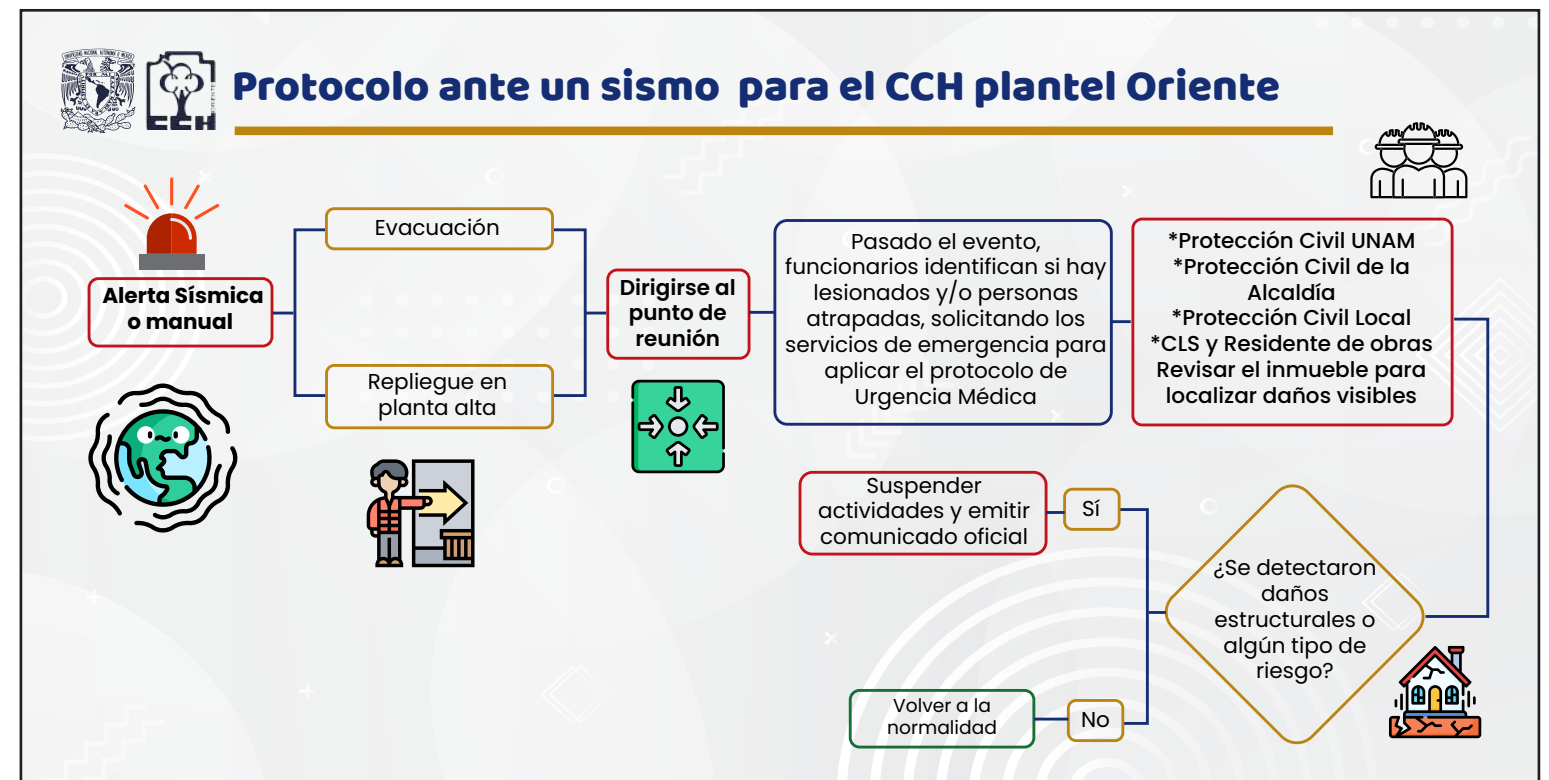 Protocolo ante un sismo para el CCH plantel Oriente
CCH
Alerta Sísmica
o manual
Evacuación
Repliegue en
planta alta
Dirigirse al
punto de
reunión
Pasado el evento,
funcionarios identifican si hay
lesionados y/o personas
atrapadas, solicitando los
servicios de emergencia para
aplicar el protocolo de
Urgencia Médica
*Protección Civil UNAM
*Protección Civil de la
Alcaldía
*Protección Civil Local
*CLS y Residente de obras
Revisar el inmueble para
localizar daños visibles
¿Se detectaron
daños
estructurales o
algún tipo de
riesgo?
Sí
Suspender
actividades y emitir
comunicado oficial
No
Volver a la
normalidad